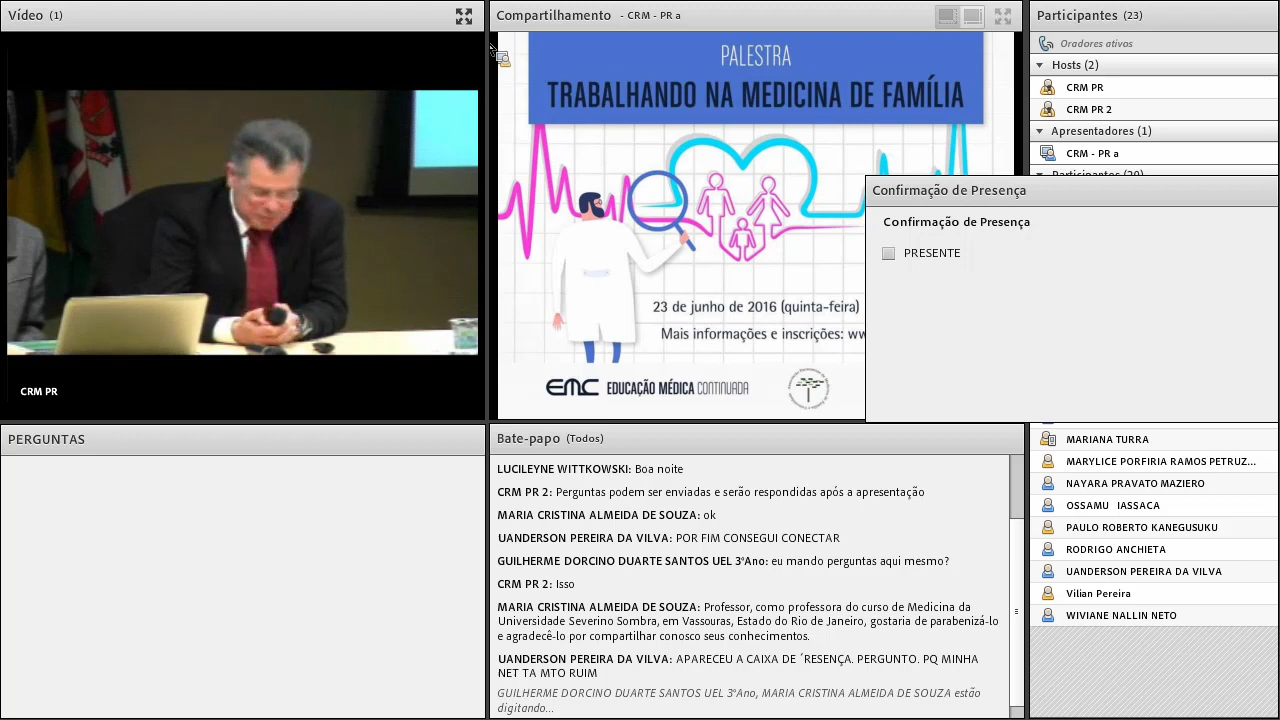 Vídeo (1)
CRM PR
PERGUNTAS
Compartilhamento - CRM - PR a
PALESTRA
TRABALHANDO NA MEDICINA DE FAMÍLIA
23 de junho de 2016 (quinta-feira)
Mais informações e inscrições: ww
EMC EDUCAÇÃO MÉDICA CONTINUADA
Bate-papo (Todos)
LUCILEYNE WITTKOWSKI: Boa noite
CRM PR 2: Perguntas podem ser enviadas e serão respondidas após a apresentação
MARIA CRISTINA ALMEIDA DE SOUZA: ok
UANDERSON PEREIRA DA VILVA: POR FIM CONSEGUÍ CONECTAR
GUILHERME DORCINO DUARTE SANTOS UEL 3ªAno: eu mando perguntas aqui mesmo?
CRM PR 2: Isso
MARIA CRISTINA ALMEIDA DE SOUZA: Professor, como professora do curso de Medicina da
Universidade Severino Sombra, em Vassouras, Estado do Rio de Janeiro, gostaria de parabenizá-lo
e agradecê-lo por compartilhar conosco seus conhecimentos.
UANDERSON PEREIRA DA VILVA: APARECEU A CAIXA DE ´RESENÇA. PERGUNTO. PQ MINHA
NET TA MTO RUIM
GUILHERME DORCINO DUARTE SANTOS UEL 3ªAno, MARIA CRISTINA ALMEIDA DE SOUZA estão
digitando...
Participantes (23)
Oradores ativos
Hosts (2)
CRM PR
CRM PR 2
Apresentadores (1)
CRM - PR a
Participantes (20)
Confirmação de Presença
Confirmação de Presença
PRESENTE
MARIANA TURRA
MARYLICE PORFIRIA RAMOS PETRUZ...
NAYARA PRAVATO MAZIERO
OSSAMU IASSACA
PAULO ROBERTO KANEGUSUKU
RODRIGO ANCHIETA
UANDERSON PEREIRA DA VILVA
Vilian Pereira
WIVIANE NALLIN NETO